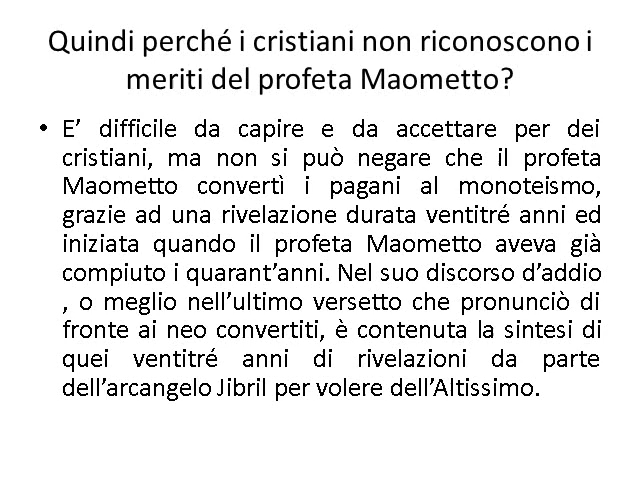 Quindi perché i cristiani non riconoscono i
meriti del profeta Maometto?
• E’ difficile da capire e da accettare per dei
cristiani, ma non si può negare che il profeta
Maometto convertì i pagani al monoteismo,
grazie ad una rivelazione durata ventitré anni ed
iniziata quando il profeta Maometto aveva già
compiuto i quarant’anni. Nel suo discorso d’addio
, o meglio nell’ultimo versetto che pronunciò di
fronte ai neo convertiti, è contenuta la sintesi di
quei ventitré anni di rivelazioni da parte
dell’arcangelo Jibril per volere dell’Altissimo.